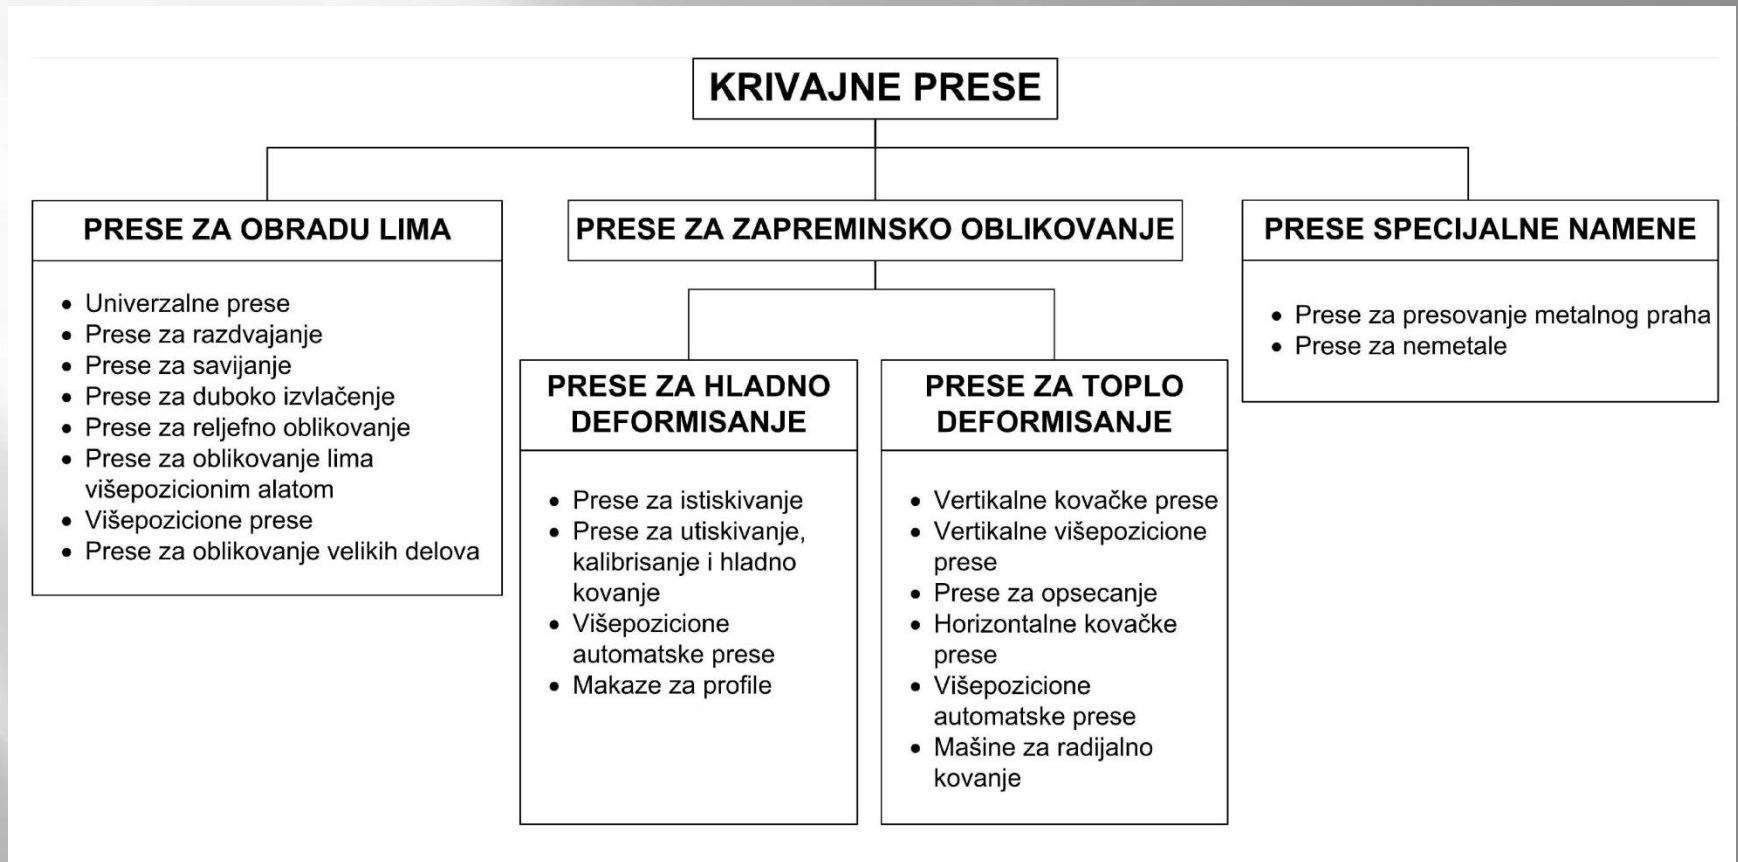 KRIVAJNE PRESE
PRESE ZA OBRADU LIMA
Univerzalne prese
Prese za razdvajanje
Prese za savijanje
Prese za duboko izvlačenje
Prese za reljefno oblikovanje
Prese za oblikovanje lima
višepozicionim alatom
Višepozicione prese
Prese za oblikovanje velikih delova
PRESE ZA ZAPREMINSKO OBLIKOVANJE
PRESE ZA HLADNO
DEFORMISANJE
Prese za istiskivanje
Prese za utiskivanje,
kalibrisanje i hladno
kovanje
Višepozicione
automatske prese
Makaze za profile
PRESE ZA TOPLO
DEFORMISANJE
Vertikalne kovačke prese
Vertikalne višepozicione
prese
Prese za opsecanje
Horizontalne kovačke
prese
Višepozicione
automatske prese
Mašine za radijalno
kovanje
PRESE SPECIJALNE NAMENE
Prese za presovanje metalnog praha
Prese za nemetale